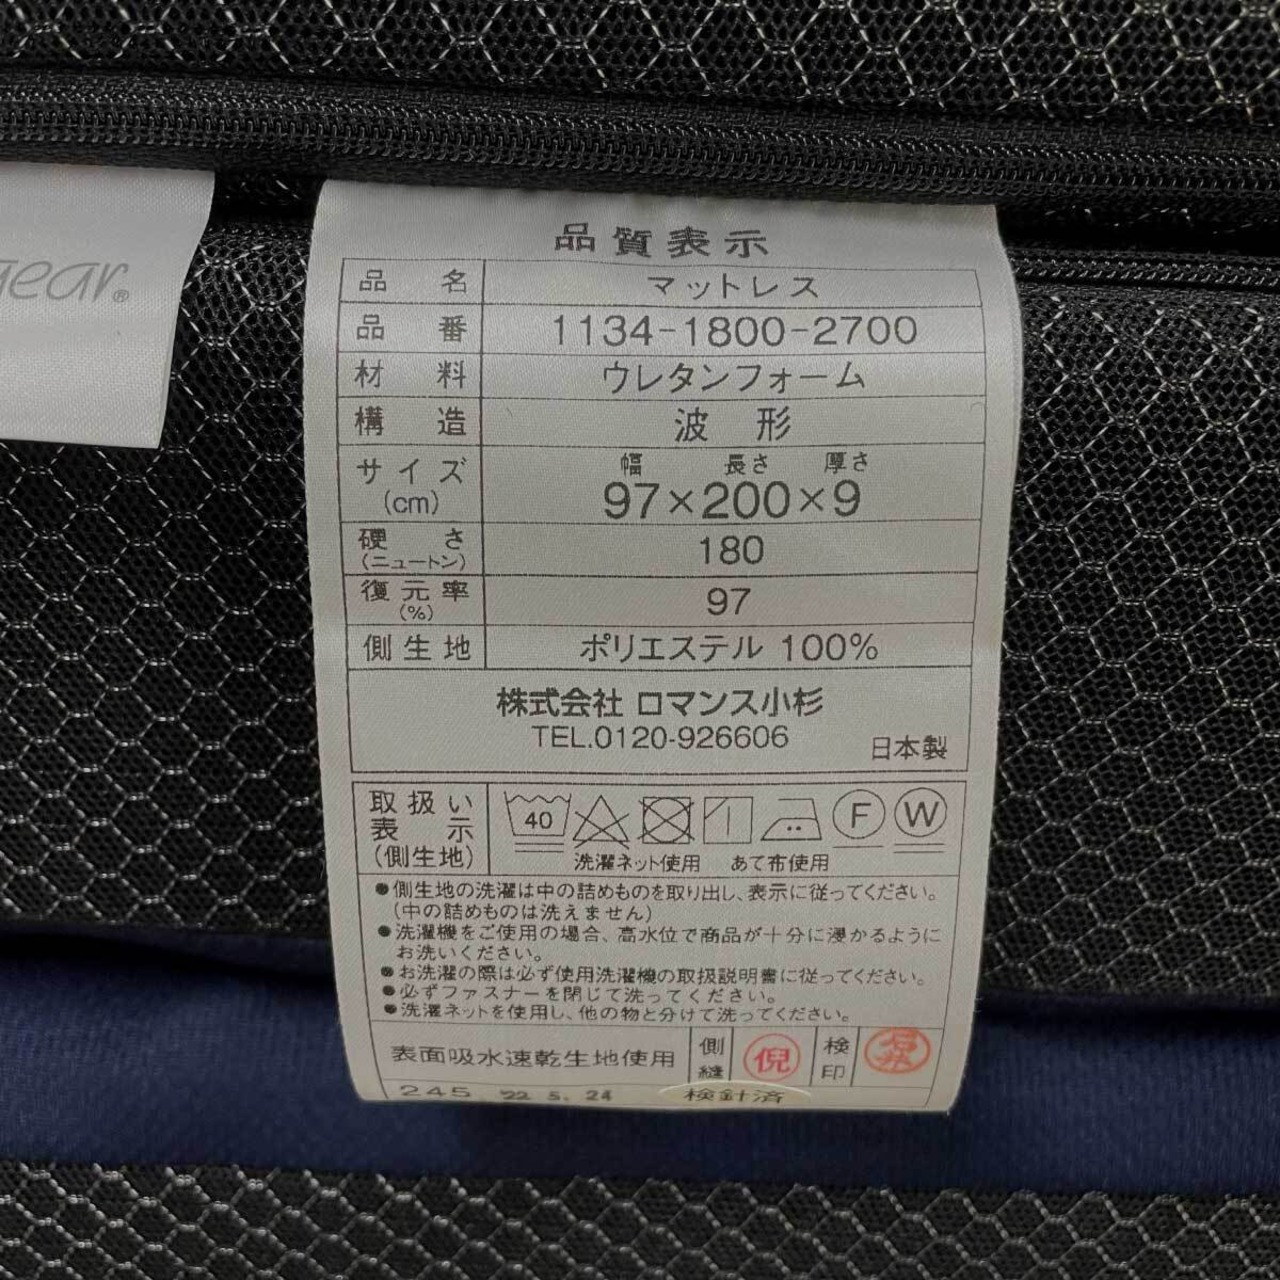 gear®
品質表示
品名 マットレス
品番 1134-1800-2700
材料 ウレタンフォーム
構造 波形
サイズ(cm) 幅 長さ 厚さ
97×200×9
硬さ(ニュートン) 180
復元率(%) 97
側生地 ポリエステル 100%
株式会社 ロマンス小杉
TEL.0120-926606
日本製
取扱い表示(側生地) 40 F W
洗濯ネット使用 あて布使用
●側生地の洗濯は中の詰めものを取り出し、表示に従ってください。
(中の詰めものは洗えません)
●洗濯機をご使用の場合、高水位で商品が十分に浸かるように
お洗いください。
●お洗濯の際は必ず使用洗濯機の取扱説明書に従ってください。
●必ずファスナーを閉じて洗ってください。
●洗濯ネットを使用し、他の物と分けて洗ってください。
表面吸水速乾生地使用 側縫 倪 検印
245 '22 5. 24 検針済